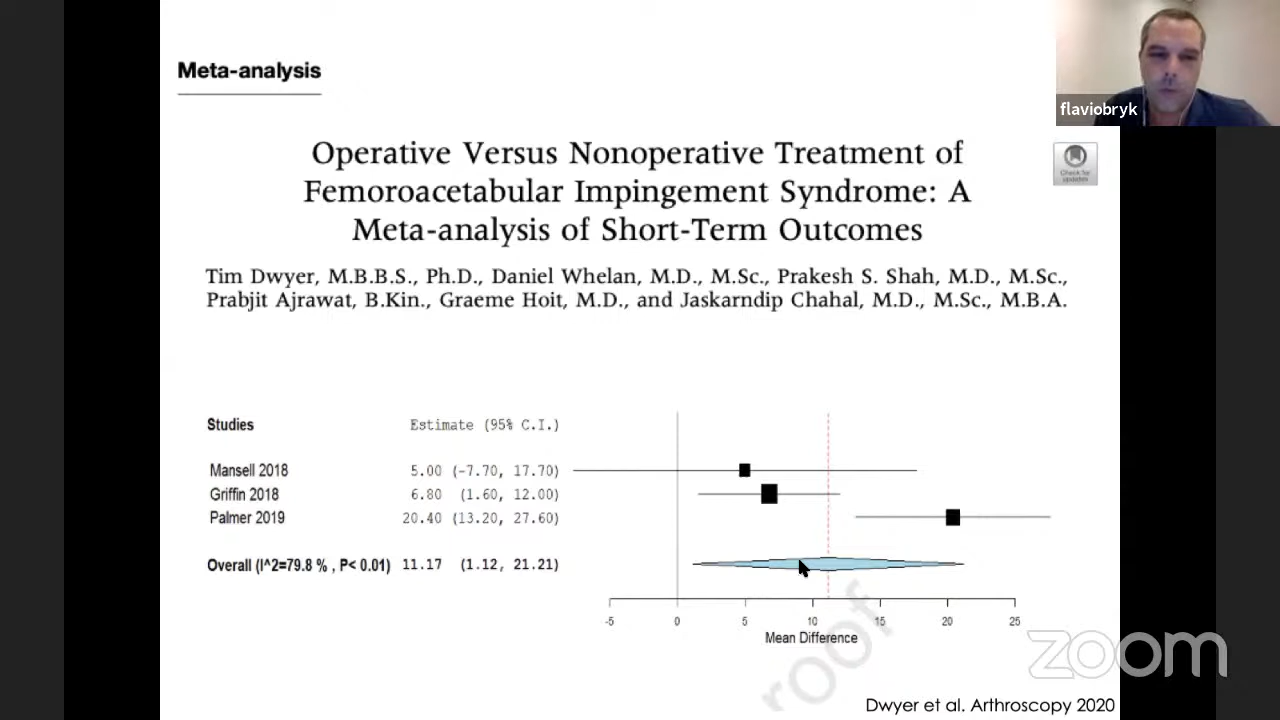 Meta-analysis
flaviobryk
Check for
updates
Operative Versus Nonoperative Treatment of
Femoroacetabular Impingement Syndrome: A
Meta-analysis of Short-Term Outcomes
Tim Dwyer, M.B.B.S., Ph.D., Daniel Whelan, M.D., M.Sc., Prakesh S. Shah, M.D., M.Sc.,
Prabjit Ajrawat, B.Kin., Graeme Hoit, M.D., and Jaskarndip Chahal, M.D., M.Sc., M.B.A.
Studies Estimate (95% C.I.)
Mansell 2018 5.00 (-7.70, 17.70)
Griffin 2018 6.80 (1.60, 12.00)
Palmer 2019 20.40 (13.20, 27.60)
Overall (I^2=79.8 % , P< 0.01) 11.17 (1.12, 21.21)
-5 0 5 10 15 20 25
Mean Difference
roof
zoom
Dwyer et al. Arthroscopy 2020